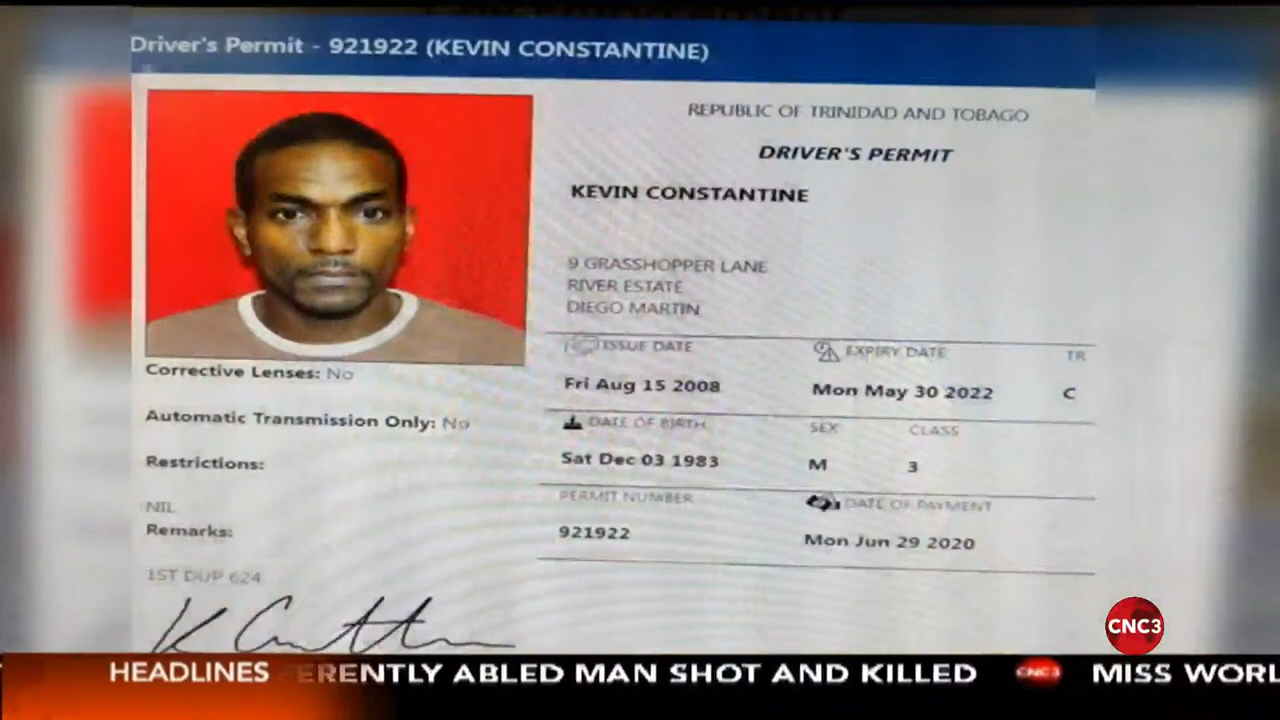 Driver's Permit - 921922 (KEVIN CONSTANTINE)
REPUBLIC OF TRINIDAD AND TOBAGO
DRIVER'S PERMIT
KEVIN CONSTANTINE
9 GRASSHOPPER LANE
RIVER ESTATE
DIEGO MARTIN
ISSUE DATE EXPIRY DATE TR
Fri Aug 15 2008 Mon May 30 2022 C
DATE OF BIRTH SEX CLASS
Sat Dec 03 1983 M 3
PERMIT NUMBER DATE OF PAYMENT
921922 Mon Jun 29 2020
Corrective Lenses: No
Automatic Transmission Only: No
Restrictions:
NIL
Remarks:
1ST DUP 624
CNC3
HEADLINES ERENTLY ABLED MAN SHOT AND KILLED CNC3 MISS WORL